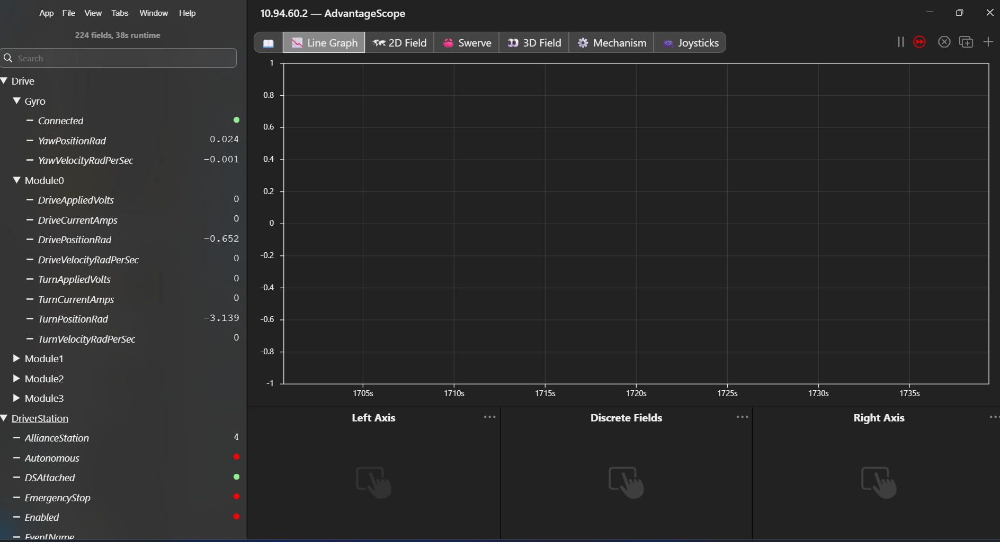 App File View Tabs Window Help
10.94.60.2 — AdvantageScope
224 fields, 38s runtime
Line Graph 2D Field Swerve 3D Field Mechanism Joysticks
Search
Drive
Gyro
Connected
YawPositionRad 0.024
YawVelocityRadPerSec -0.001
Module0
DriveAppliedVolts 0
DriveCurrentAmps 0
DrivePositionRad -0.652
DriveVelocityRadPerSec 0
TurnAppliedVolts 0
TurnCurrentAmps 0
TurnPositionRad -3.139
TurnVelocityRadPerSec 0
Module1
Module2
Module3
DriverStation
AllianceStation 4
Autonomous
DSAttached
EmergencyStop
Enabled
EventName
1
0.8
0.6
0.4
0.2
0
-0.2
-0.4
-0.6
-0.8
-1
1705s 1710s 1715s 1720s 1725s 1730s 1735s
Left Axis
Discrete Fields
Right Axis